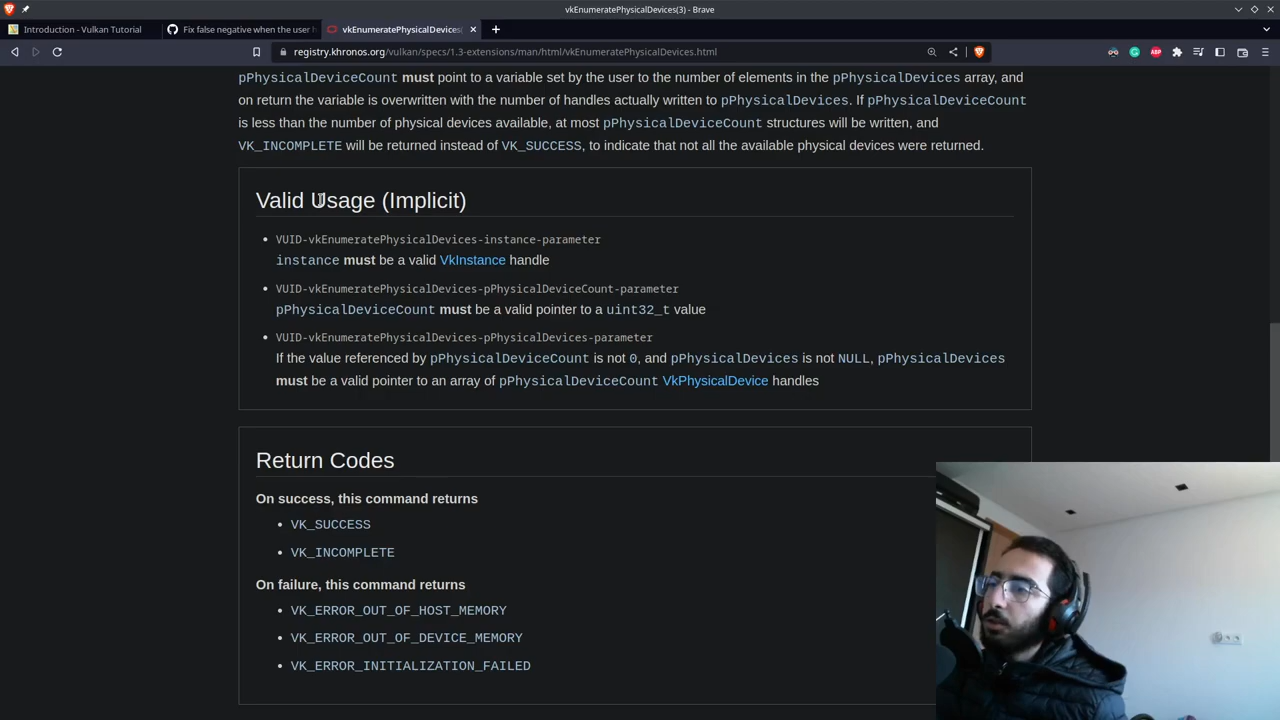 vkEnumeratePhysicalDevices(3) - Brave
Introduction - Vulkan Tutorial
Fix false negative when the user h
vkEnumeratePhysicalDevices(
registry.khronos.org/vulkan/specs/1.3-extensions/man/html/vkEnumeratePhysicalDevices.html
ABP
pPhysicalDeviceCount must point to a variable set by the user to the number of elements in the pPhysicalDevices array, and
on return the variable is overwritten with the number of handles actually written to pPhysicalDevices. If pPhysicalDeviceCount
is less than the number of physical devices available, at most pPhysicalDeviceCount structures will be written, and
VK_INCOMPLETE will be returned instead of VK_SUCCESS, to indicate that not all the available physical devices were returned.
Valid Usage (Implicit)
• VUID-vkEnumeratePhysicalDevices-instance-parameter
instance must be a valid VkInstance handle
• VUID-vkEnumeratePhysicalDevices-pPhysicalDeviceCount-parameter
pPhysicalDeviceCount must be a valid pointer to a uint32_t value
• VUID-vkEnumeratePhysicalDevices-pPhysicalDevices-parameter
If the value referenced by pPhysicalDeviceCount is not 0, and pPhysicalDevices is not NULL, pPhysicalDevices
must be a valid pointer to an array of pPhysicalDeviceCount VkPhysicalDevice handles
Return Codes
On success, this command returns
• VK_SUCCESS
• VK_INCOMPLETE
On failure, this command returns
• VK_ERROR_OUT_OF_HOST_MEMORY
• VK_ERROR_OUT_OF_DEVICE_MEMORY
• VK_ERROR_INITIALIZATION_FAILED